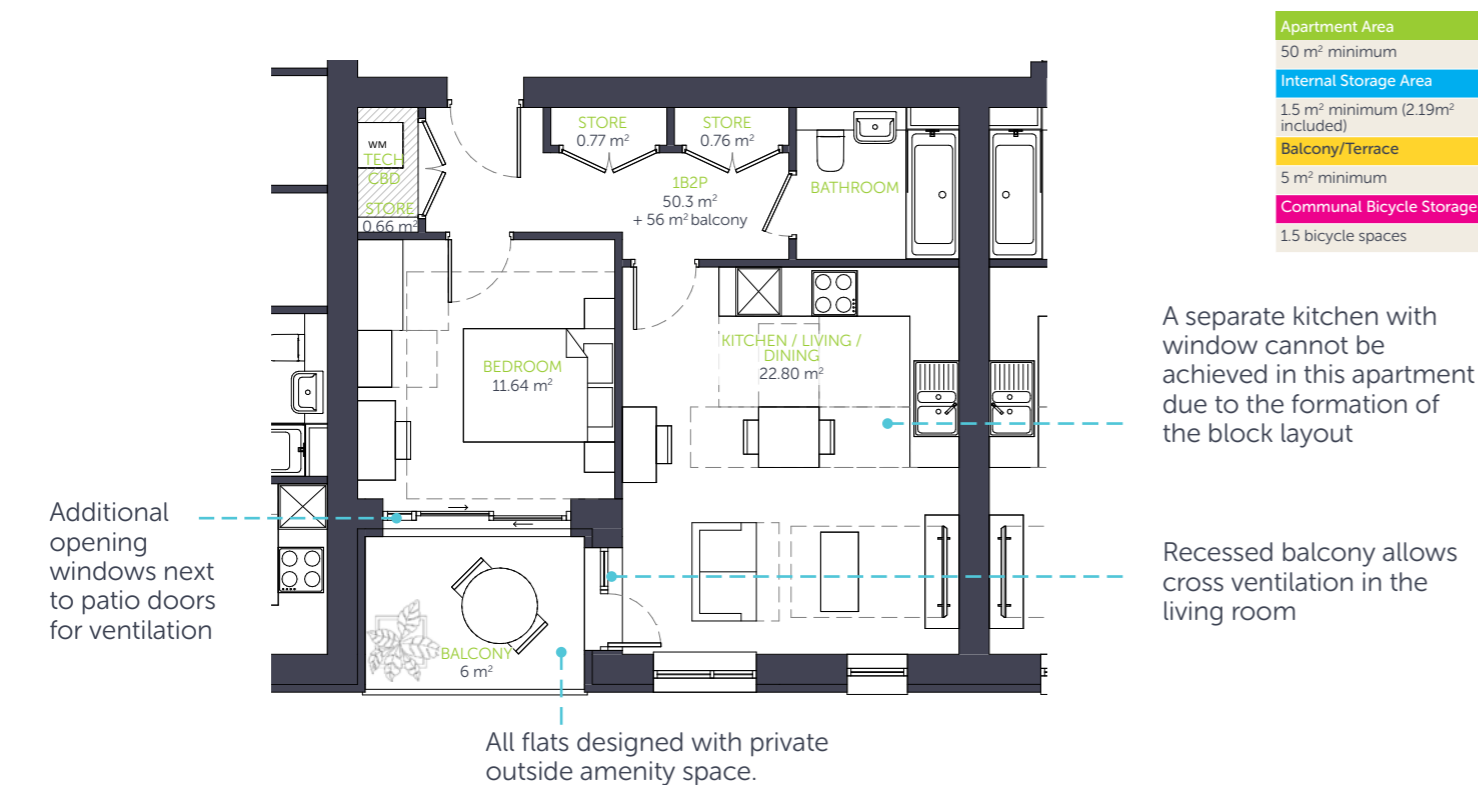 Apartment Area
50 m² minimum
Internal Storage Area
1.5 m² minimum (2.19m²
included)
Balcony/Terrace
5 m² minimum
Communal Bicycle Storage
1.5 bicycle spaces
WM
TECH
CBD
STORE
0.66 m²
STORE
0.77 m²
STORE
0.76 m²
1B2P
50.3 m²
+ 56 m² balcony
BATHROOM
BEDROOM
11.64 m²
KITCHEN / LIVING /
DINING
22.80 m²
BALCONY
6 m²
A separate kitchen with
window cannot be
achieved in this apartment
due to the formation of
the block layout
Additional
opening
windows next
to patio doors
for ventilation
Recessed balcony allows
cross ventilation in the
living room
All flats designed with private
outside amenity space.